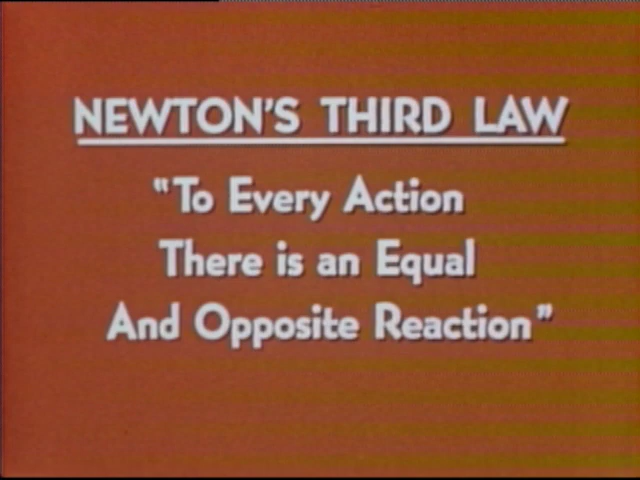 NEWTON'S THIRD LAW
"To Every Action
There is an Equal
And Opposite Reaction"